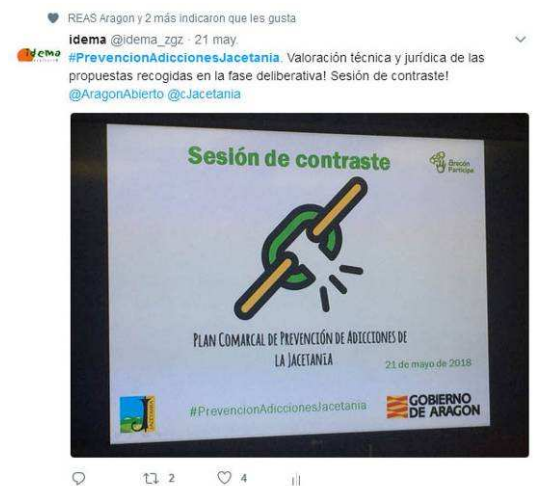 REAS Aragon y 2 más indicaron que les gusta
idema @idema_zgz · 21 may.
idema
#PrevencionAdiccionesJacetania. Valoración técnica y jurídica de las
propuestas recogidas en la fase deliberativa! Sesión de contraste!
@AragonAbierto @cJacetania
Sesión de contraste
Aragón
Participa
PLAN COMARCAL DE PREVENCIÓN DE ADICCIONES DE
LA JACETANIA
21 de mayo de 2018
JACETANIA
#PrevencionAdiccionesJacetania
GOBIERNO
DE ARAGON
2
4